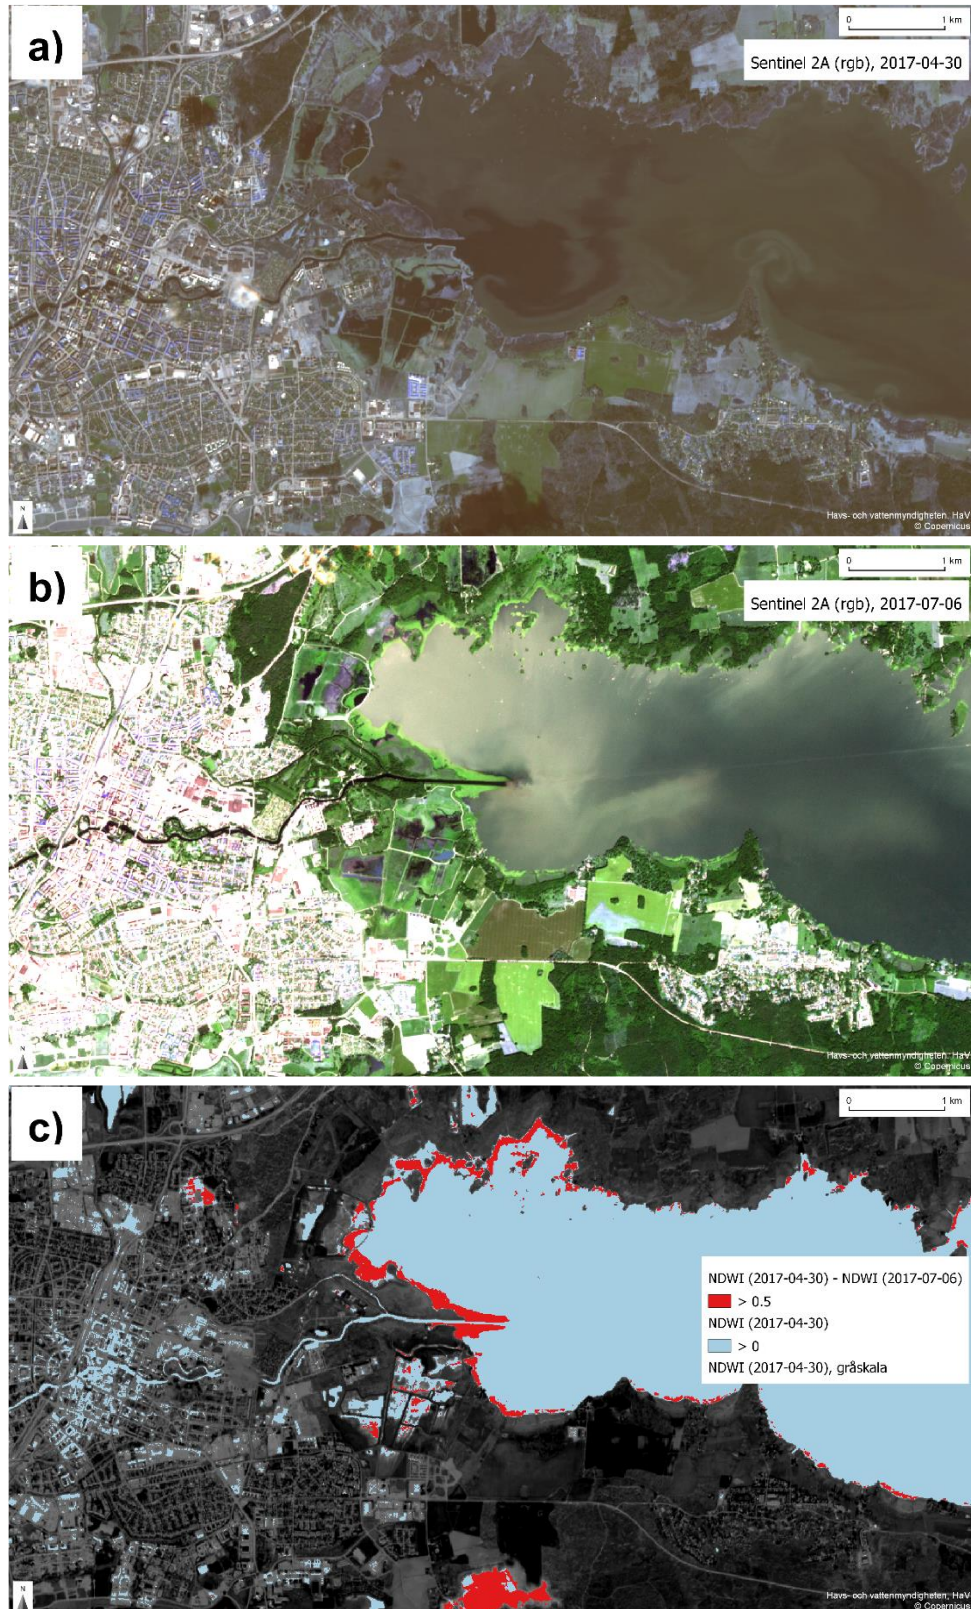 a)
0 1 km
Sentinel 2A (rgb), 2017-04-30
N
Havs- och vattenmyndigheten, HaV
© Copernicus
b)
0 1 km
Sentinel 2A (rgb), 2017-07-06
N
Havs- och vattenmyndigheten, HaV
© Copernicus
c)
0 1 km
NDWI (2017-04-30) - NDWI (2017-07-06)
> 0.5
NDWI (2017-04-30)
> 0
NDWI (2017-04-30), gråskala
N
Havs- och vattenmyndigheten, HaV
© Copernicus